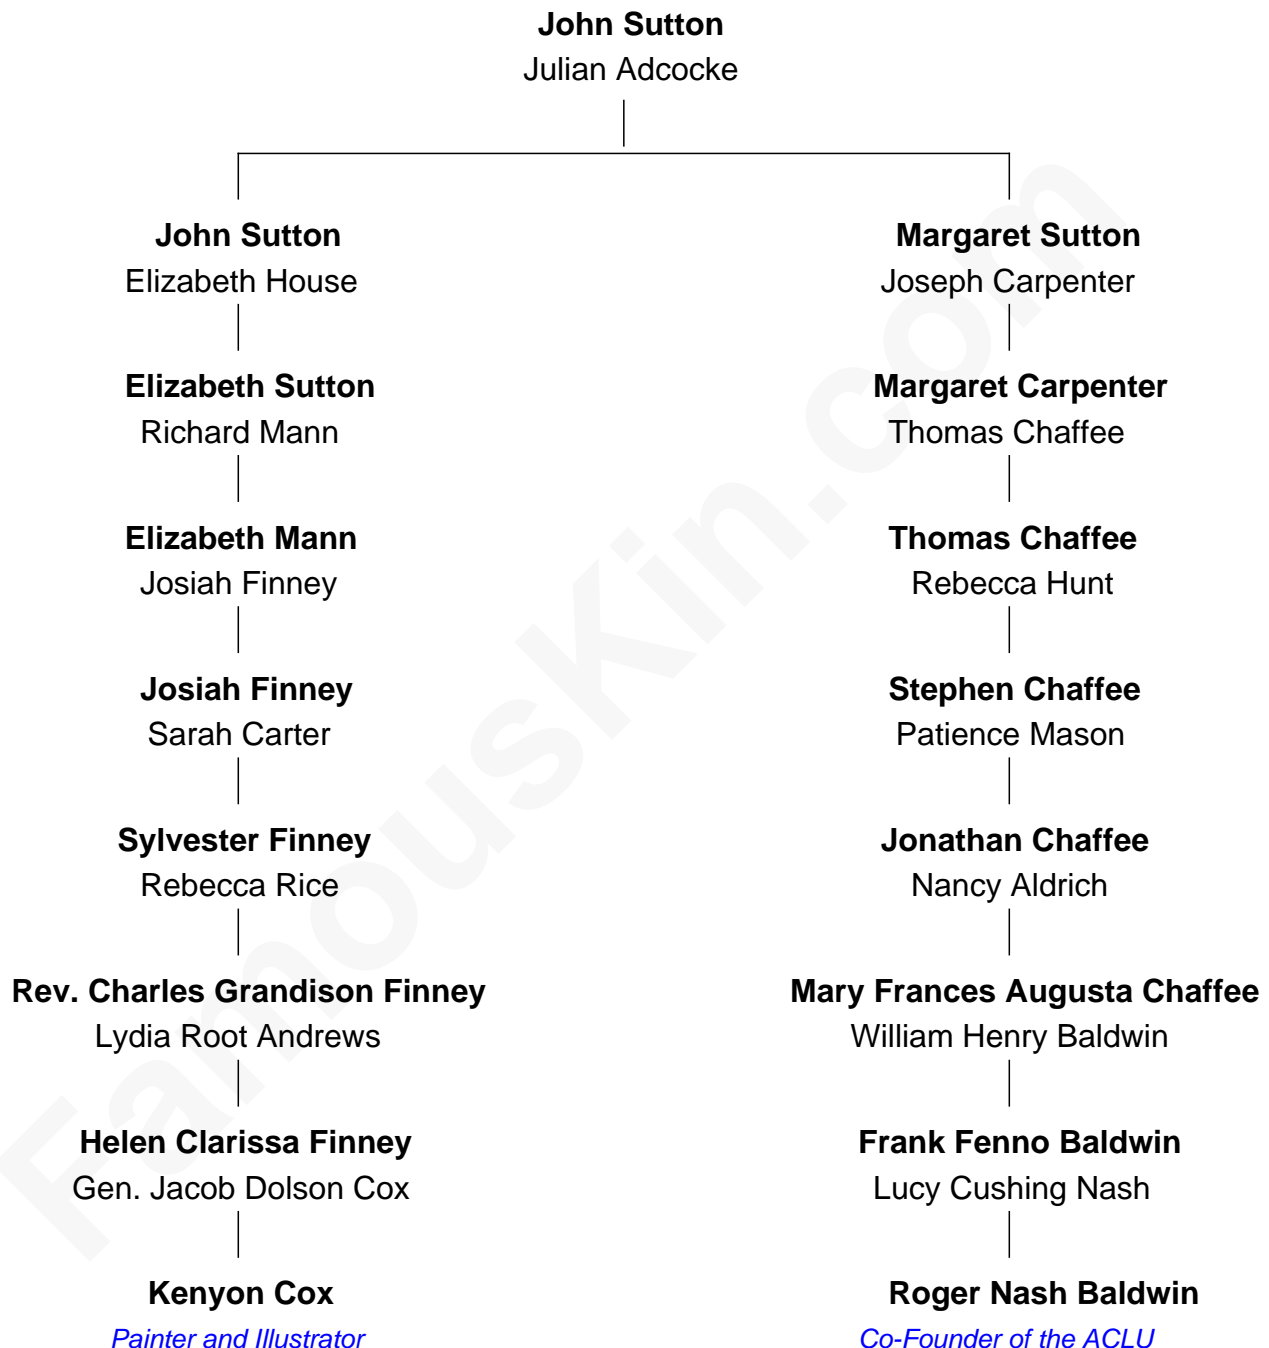 John Sutton
Julian Adcocke
John Sutton
Elizabeth House
Margaret Sutton
Joseph Carpenter
Elizabeth Sutton
Richard Mann
Margaret Carpenter
Thomas Chaffee
Elizabeth Mann
Josiah Finney
Thomas Chaffee
Rebecca Hunt
Josiah Finney
Sarah Carter
Stephen Chaffee
Patience Mason
Sylvester Finney
Rebecca Rice
Jonathan Chaffee
Nancy Aldrich
Rev. Charles Grandison Finney
Lydia Root Andrews
Mary Frances Augusta Chaffee
William Henry Baldwin
Helen Clarissa Finney
Gen. Jacob Dolson Cox
Frank Fenno Baldwin
Lucy Cushing Nash
Kenyon Cox
Painter and Illustrator
Roger Nash Baldwin
Co-Founder of the ACLU
FamousKin.com